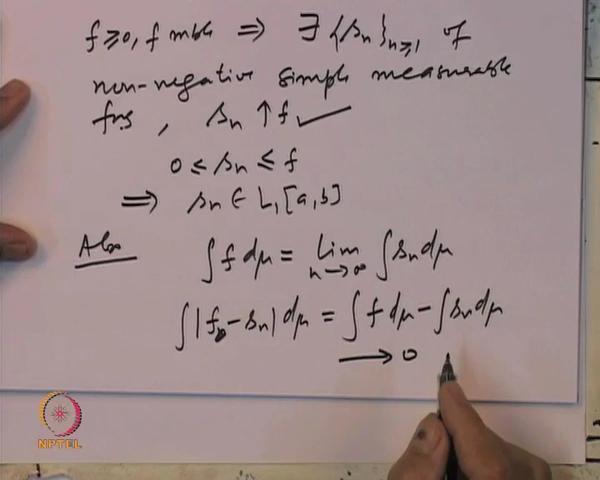 f ≥ 0, f mble ⇒ ∃ {sn}n≥1 of
non-negative simple measurable
fns, sn ↑ f ✓
0 ≤ sn ≤ f
⇒ sn ∈ L1[a,b]
Also ∫ f dμ = Lim n→∞ ∫ sn dμ
∫ |f - sn| dμ = ∫ f dμ - ∫ sn dμ
→ 0
NPTEL